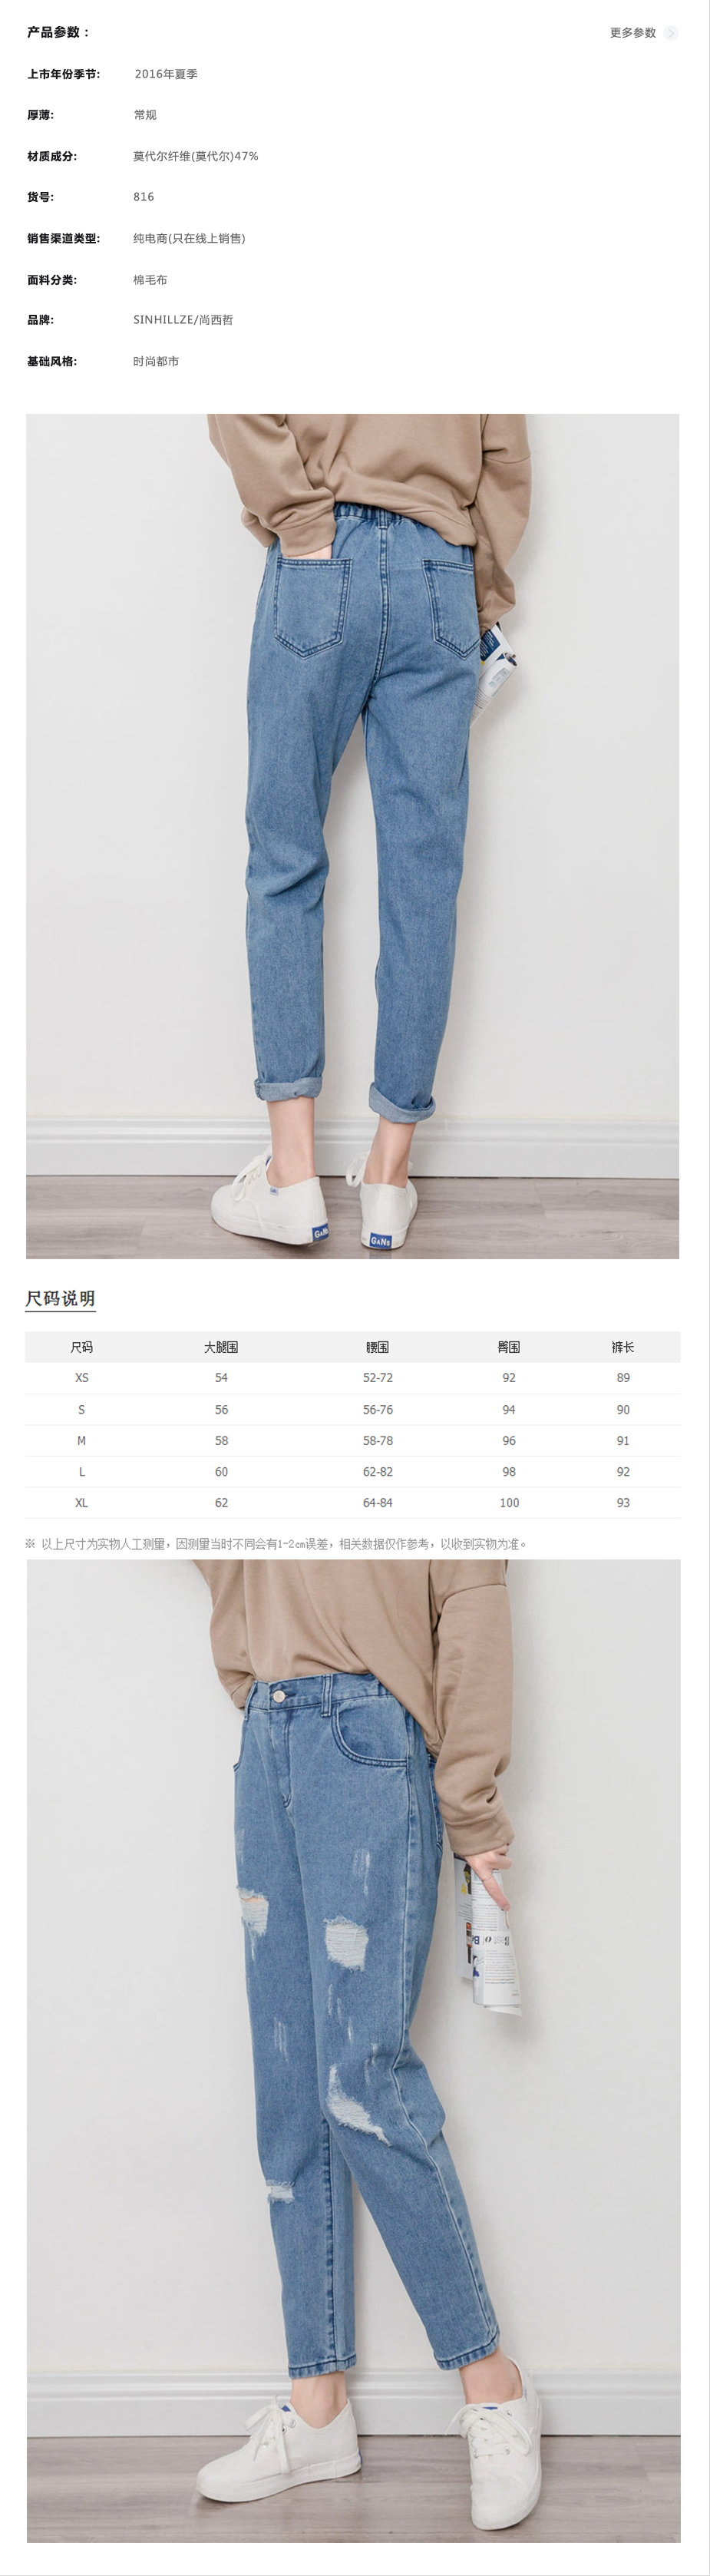 产品参数：
更多参数
上市年份季节: 2016年夏季
厚薄: 常规
材质成分: 莫代尔纤维(莫代尔)47%
货号: 816
销售渠道类型: 纯电商(只在线上销售)
面料分类: 棉毛布
品牌: SINHILLZE/尚西哲
基础风格: 时尚都市
GANS
尺码说明
尺码 大腿围 腰围 臀围 裤长
XS 54 52-72 92 89
S 56 56-76 94 90
M 58 58-78 96 91
L 60 62-82 98 92
XL 62 64-84 100 93
※ 以上尺寸为实物人工测量，因测量当时不同会有1-2cm误差，相关数据仅作参考，以收到实物为准。